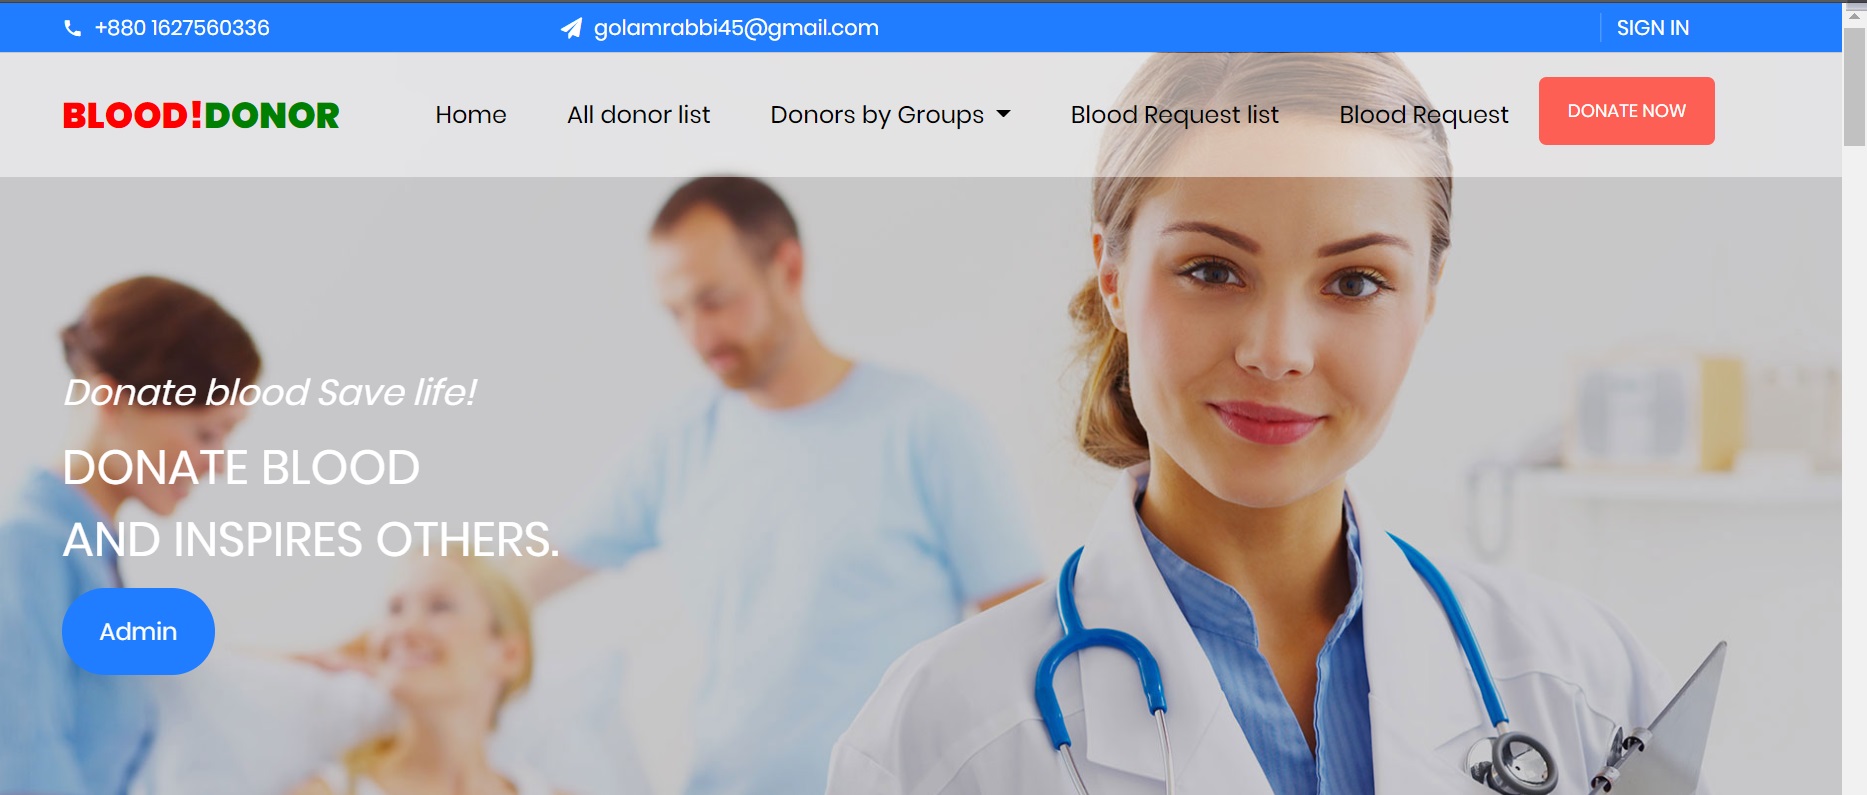 +880 1627560336
golamrabbi45@gmail.com
SIGN IN
BLOOD!DONOR
Home
All donor list
Donors by Groups
Blood Request list
Blood Request
DONATE NOW
Donate blood Save life!
DONATE BLOOD
AND INSPIRES OTHERS.
Admin